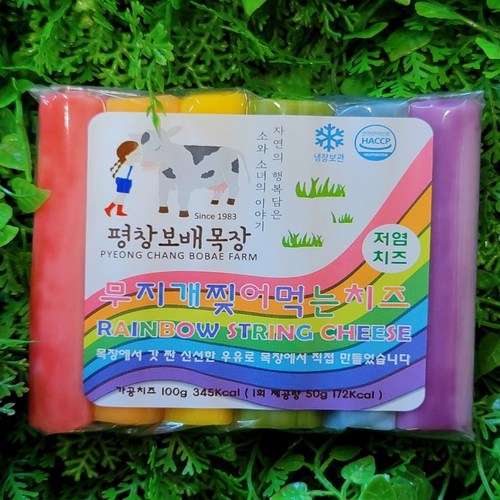 자연의 행복담은
소와 소녀의 이야기
냉장보관
HACCP
Since 1983
평창보배목장
PYEONG CHANG BOBAE FARM
저염
치즈
무지개찢어먹는치즈
RAINBOW STRING CHEESE
목장에서 갓 짠 신선한 우유로 목장에서 직접 만들었습니다
가공치즈 100g 345Kcal ( 1회 제공량 50g 172Kcal )